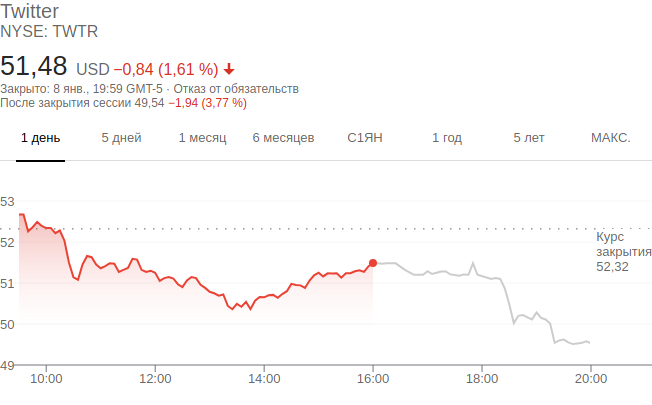 Twitter
NYSE: TWTR
51,48 USD −0,84 (1,61 %)
Закрыто: 8 янв., 19:59 GMT-5 · Отказ от обязательств
После закрытия сессии 49,54 −1,94 (3,77 %)
1 день 5 дней 1 месяц 6 месяцев С1ЯН 1 год 5 лет МАКС.
53
52
51
50
49
Курс
закрытия
52,32
10:00 12:00 14:00 16:00 18:00 20:00